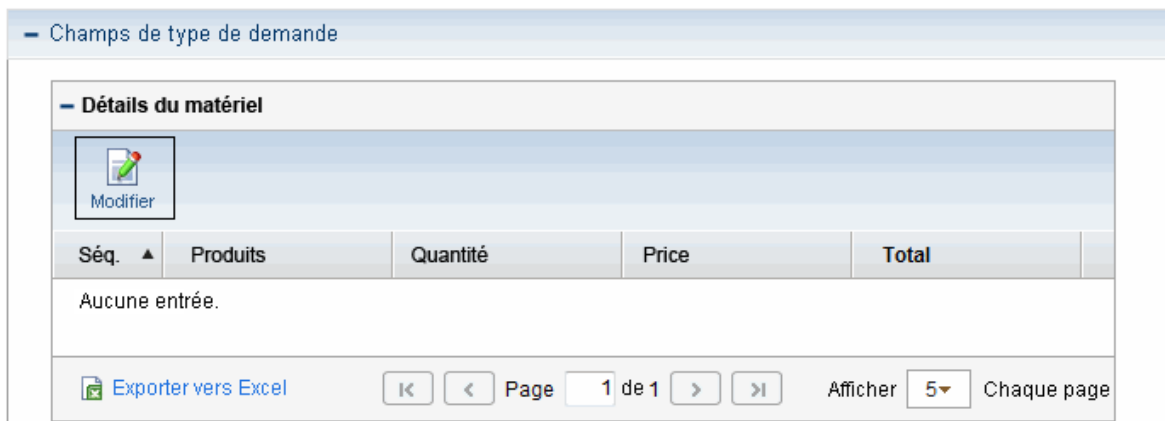 Champs de type de demande
Détails du matériel
Modifier
Séq. ▲ Produits Quantité Price Total
Aucune entrée.
Exporter vers Excel Page 1 de 1 Afficher 5 Chaque page